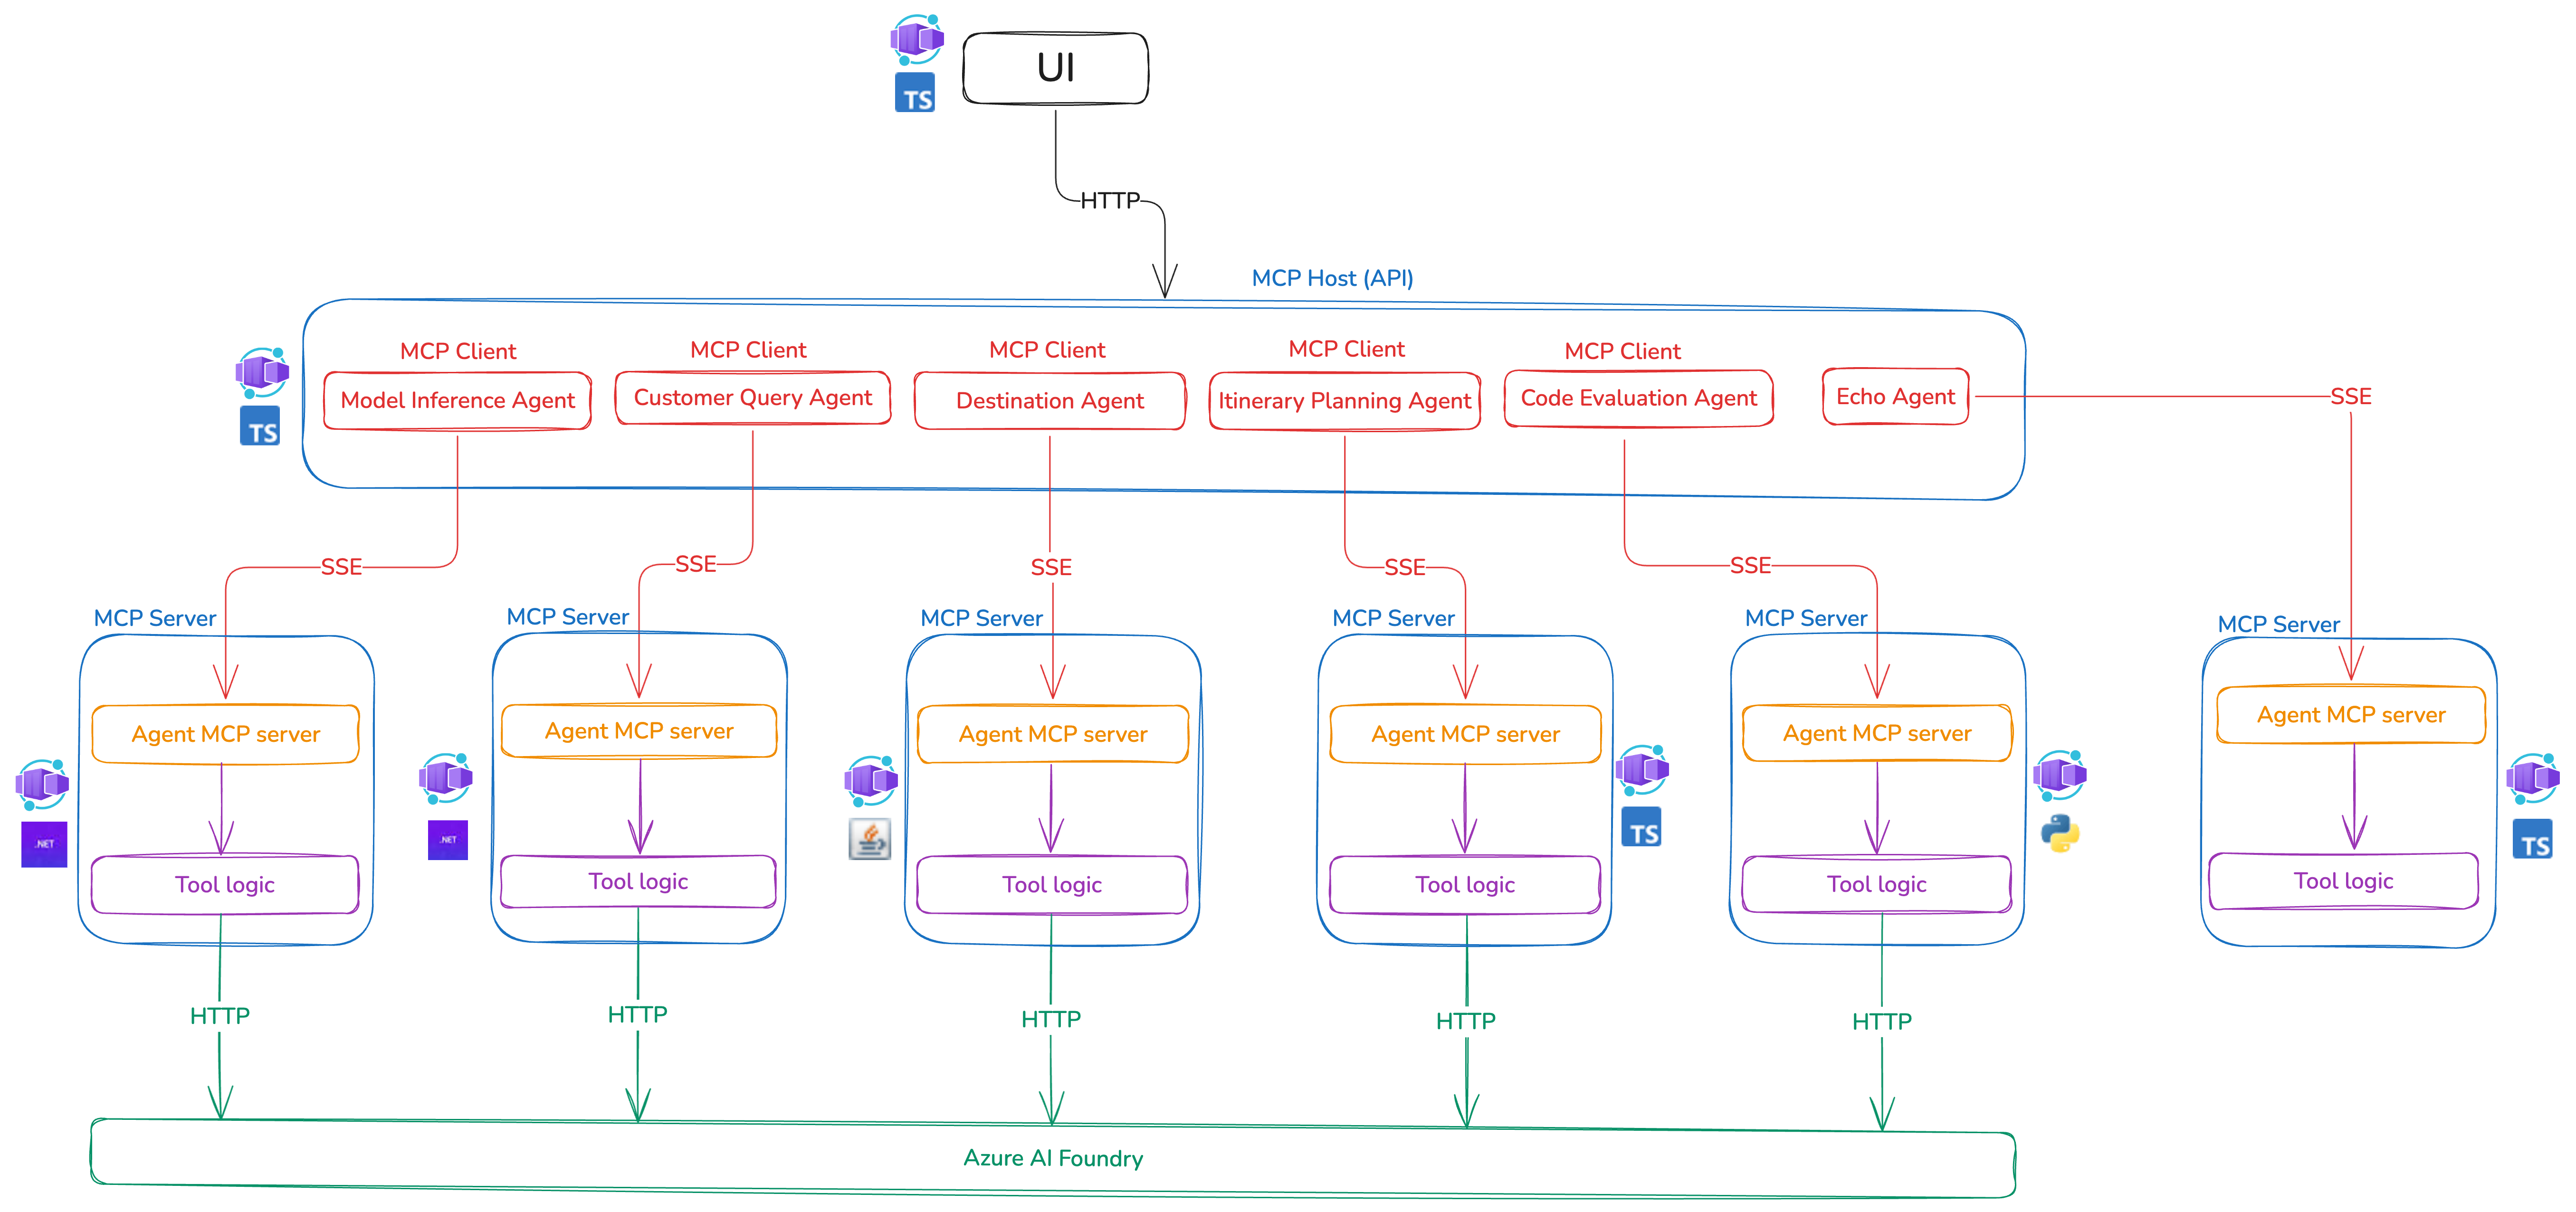 UI
TS
HTTP
MCP Host (API)
MCP Client
MCP Client
MCP Client
MCP Client
MCP Client
Model Inference Agent
Customer Query Agent
Destination Agent
Itinerary Planning Agent
Code Evaluation Agent
Echo Agent
TS
SSE
SSE
SSE
SSE
SSE
SSE
MCP Server
MCP Server
MCP Server
MCP Server
MCP Server
MCP Server
Agent MCP server
Agent MCP server
Agent MCP server
Agent MCP server
Agent MCP server
Agent MCP server
.NET
.NET
TS
TS
Tool logic
Tool logic
Tool logic
Tool logic
Tool logic
Tool logic
HTTP
HTTP
HTTP
HTTP
HTTP
Azure AI Foundry